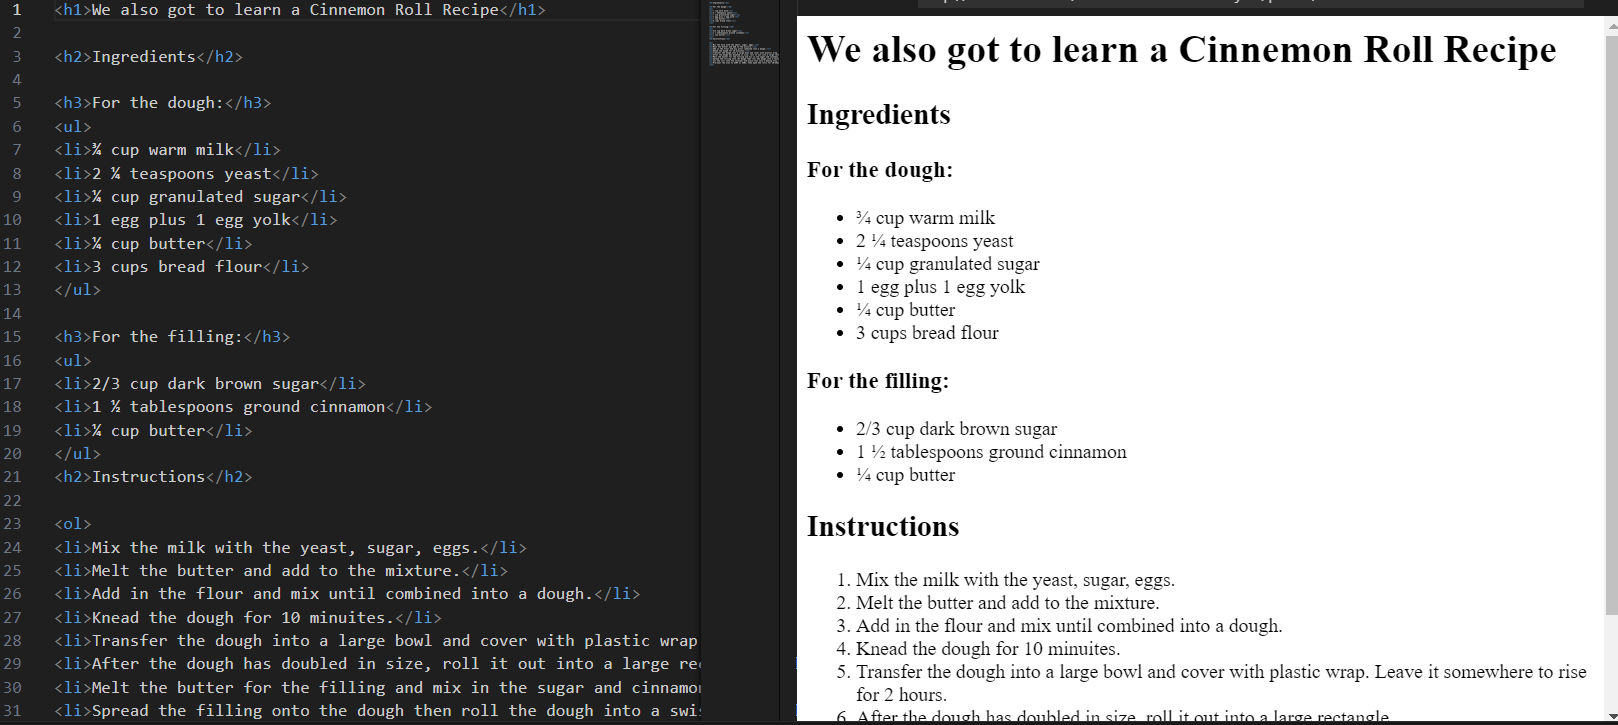 1 <h1>We also got to learn a Cinnemon Roll Recipe</h1>
2
3 <h2>Ingredients</h2>
4
5 <h3>For the dough:</h3>
6 <ul>
7 <li>¾ cup warm milk</li>
8 <li>2 ¼ teaspoons yeast</li>
9 <li>¼ cup granulated sugar</li>
10 <li>1 egg plus 1 egg yolk</li>
11 <li>¼ cup butter</li>
12 <li>3 cups bread flour</li>
13 </ul>
14
15 <h3>For the filling:</h3>
16 <ul>
17 <li>2/3 cup dark brown sugar</li>
18 <li>1 ½ tablespoons ground cinnamon</li>
19 <li>¼ cup butter</li>
20 </ul>
21 <h2>Instructions</h2>
22
23 <ol>
24 <li>Mix the milk with the yeast, sugar, eggs.</li>
25 <li>Melt the butter and add to the mixture.</li>
26 <li>Add in the flour and mix until combined into a dough.</li>
27 <li>Knead the dough for 10 minuites.</li>
28 <li>Transfer the dough into a large bowl and cover with plastic wrap
29 <li>After the dough has doubled in size, roll it out into a large re
30 <li>Melt the butter for the filling and mix in the sugar and cinnamo
31 <li>Spread the filling onto the dough then roll the dough into a swi
We also got to learn a Cinnemon Roll Recipe
Ingredients
For the dough:
• ¾ cup warm milk
• 2 ¼ teaspoons yeast
• ¼ cup granulated sugar
• 1 egg plus 1 egg yolk
• ¼ cup butter
• 3 cups bread flour
For the filling:
• 2/3 cup dark brown sugar
• 1 ½ tablespoons ground cinnamon
• ¼ cup butter
Instructions
1. Mix the milk with the yeast, sugar, eggs.
2. Melt the butter and add to the mixture.
3. Add in the flour and mix until combined into a dough.
4. Knead the dough for 10 minuites.
5. Transfer the dough into a large bowl and cover with plastic wrap. Leave it somewhere to rise
for 2 hours.
6. After the dough has doubled in size, roll it out into a large rectangle